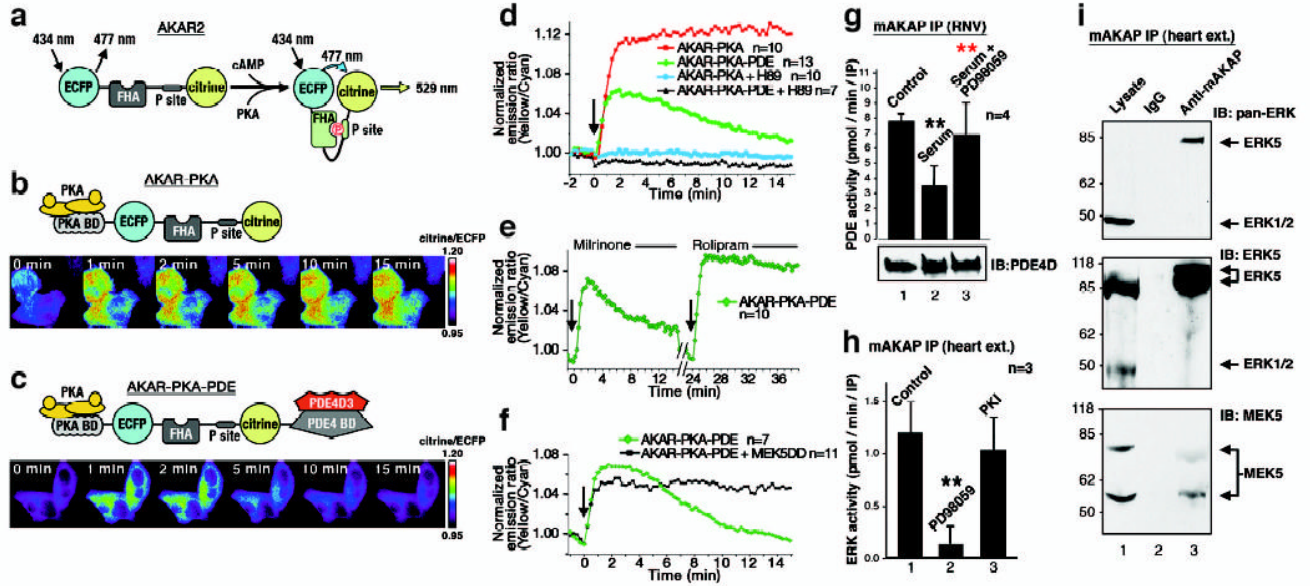 a
AKAR2
434 nm
477 nm
ECFP
FHA
P site
citrine
cAMP
PKA
434 nm
477 nm
ECFP
citrine
529 nm
FHA
P
P site
b
AKAR-PKA
PKA
PKA BD
ECFP
FHA
P site
citrine
citrine/ECFP
0 min
1 min
2 min
5 min
10 min
15 min
1.20
0.95
c
AKAR-PKA-PDE
PKA
PKA BD
ECFP
FHA
P site
citrine
PDE4D3
PDE4 BD
citrine/ECFP
0 min
1 min
2 min
5 min
10 min
15 min
1.20
0.95
d
Normalized
emission ratio
(Yellow/Cyan)
1.12
1.08
1.04
1.00
AKAR-PKA n=10
AKAR-PKA-PDE n=13
AKAR-PKA + H89 n=10
AKAR-PKA-PDE + H89 n=7
-2 0 2 4 6 8 10 12 14
Time (min)
e
Milrinone
Rolipram
Normalized
emission ratio
(Yellow/Cyan)
1.08
1.04
1.00
AKAR-PKA-PDE
n=10
0 4 8 12 24 28 32 36
Time (min)
f
AKAR-PKA-PDE n=7
AKAR-PKA-PDE + MEK5DD n=11
Normalized
emission ratio
(Yellow/Cyan)
1.08
1.04
1.00
0 2 4 6 8 10 12 14
Time (min)
g
mAKAP IP (RNV)
PDE activity (pmol / min / IP)
11
10
9
8
7
6
5
4
3
2
1
0
Control
**
Serum
**
Serum +
PD98059
n=4
IB:PDE4D
1 2 3
h
mAKAP IP (heart ext.)
n=3
ERK activity (pmol / min / IP)
1.5
1.0
0.5
0.0
Control
**
PD98059
PKI
1 2 3
i
mAKAP IP (heart ext.)
Lysate
IgG
Anti-mAKAP
IB: pan-ERK
85
62
50
ERK5
ERK1/2
IB: ERK5
118
85
62
50
ERK5
ERK1/2
IB: MEK5
118
85
62
50
MEK5
1 2 3